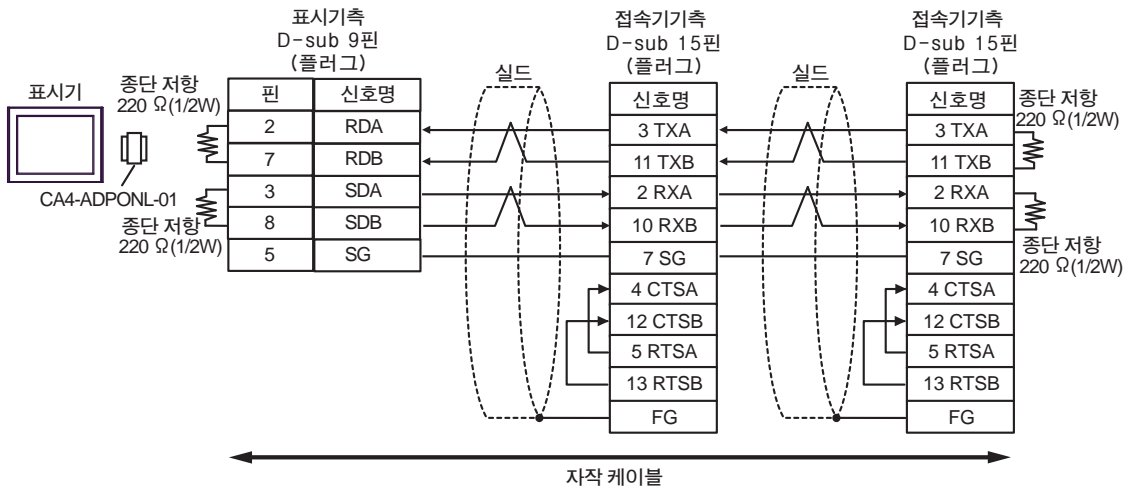 표시기측
D-sub 9핀
(플러그)
접속기기측
D-sub 15핀
(플러그)
접속기기측
D-sub 15핀
(플러그)
표시기
종단 저항
220 Ω(1/2W)
핀 신호명
실드
신호명
실드
신호명
종단 저항
220 Ω(1/2W)
2 RDA
3 TXA
3 TXA
7 RDB
11 TXB
11 TXB
3 SDA
2 RXA
2 RXA
CA4-ADPONL-01
8 SDB
10 RXB
10 RXB
종단 저항
220 Ω(1/2W)
5 SG
7 SG
7 SG
종단 저항
220 Ω(1/2W)
4 CTSA
4 CTSA
12 CTSB
12 CTSB
5 RTSA
5 RTSA
13 RTSB
13 RTSB
FG
FG
자작 케이블